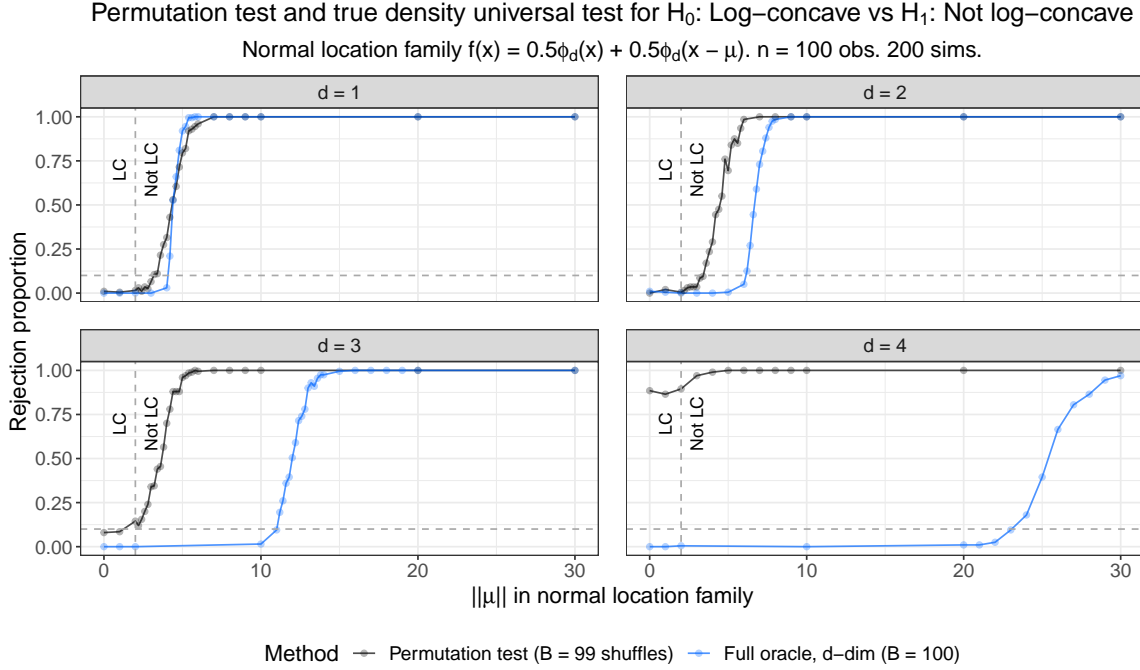 Permutation test and true density universal test for H₀: Log−concave vs H₁: Not log−concave
Normal location family f(x) = 0.5ϕ_d(x) + 0.5ϕ_d(x − μ). n = 100 obs. 200 sims.
d = 1
d = 2
1.00
0.75
0.50
0.25
0.00
LC
Not LC
LC
Not LC
d = 3
d = 4
1.00
0.75
0.50
0.25
0.00
LC
Not LC
LC
Not LC
0
10
20
30
0
10
20
30
Rejection proportion
||μ|| in normal location family
Method
Permutation test (B = 99 shuffles)
Full oracle, d−dim (B = 100)